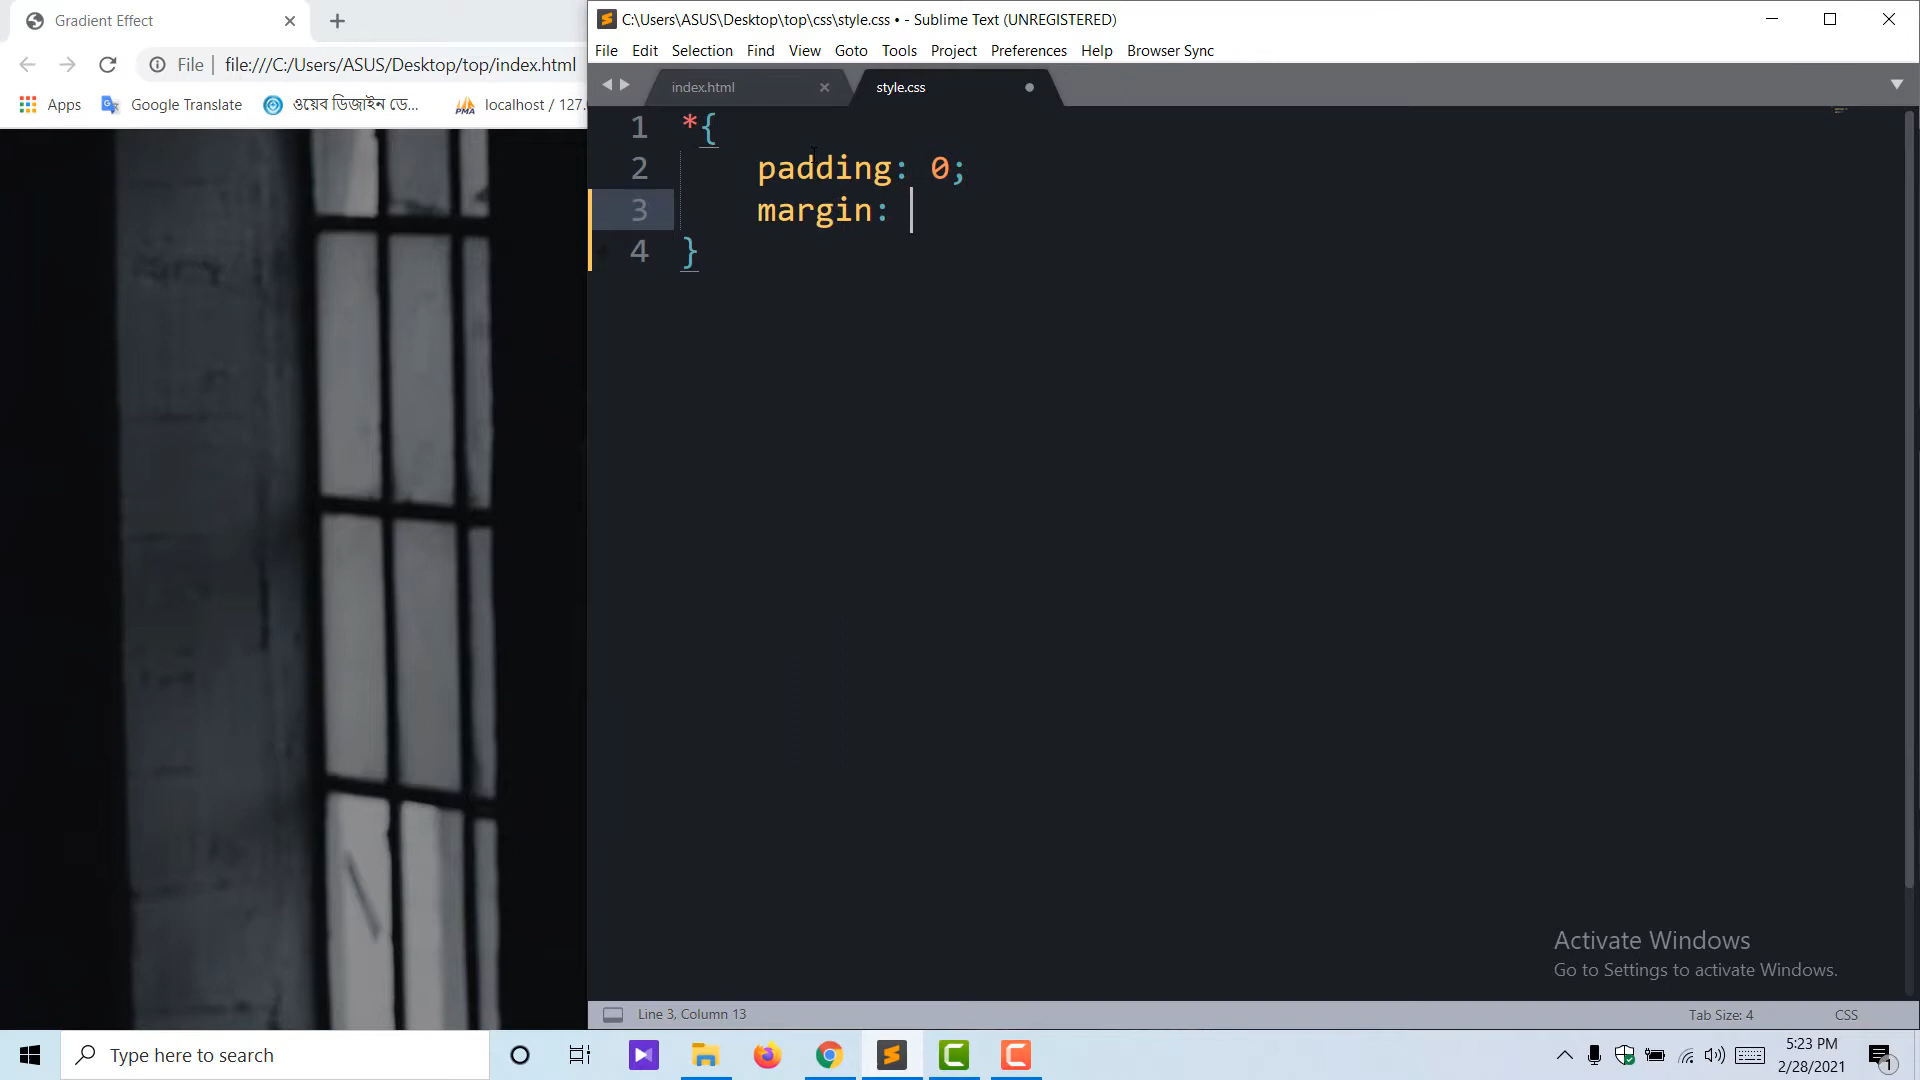 Gradient Effect
File
file:///C:/Users/ASUS/Desktop/top/index.html
Apps
Google Translate
ওয়েব ডিজাইন ডে...
localhost / 127.
C:\Users\ASUS\Desktop\top\css\style.css • - Sublime Text (UNREGISTERED)
File Edit Selection Find View Goto Tools Project Preferences Help Browser Sync
index.html
style.css
1 *{
2 padding: 0;
3 margin:
4 }
Activate Windows
Go to Settings to activate Windows.
Line 3, Column 13
Tab Size: 4
CSS
Type here to search
5:23 PM
2/28/2021
1